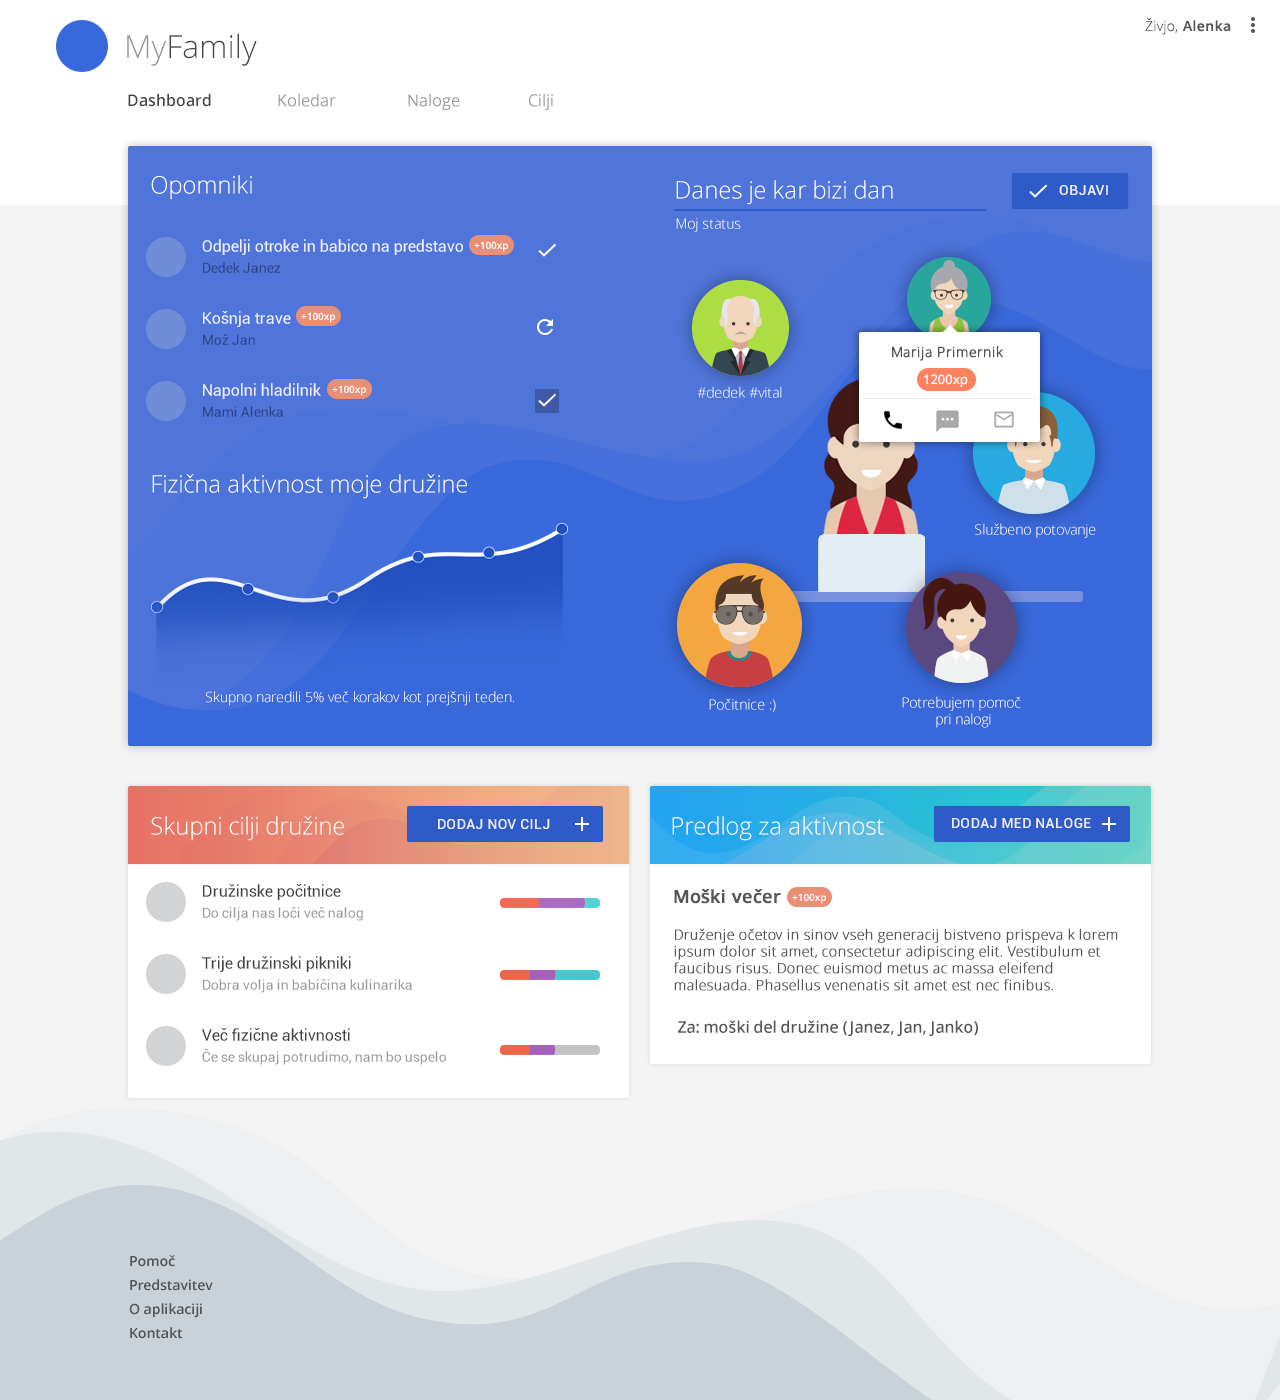 MyFamily
Živjo, Alenka
Dashboard
Koledar
Naloge
Cilji
Opomniki
Odpelji otroke in babico na predstavo +100xp
Dedek Janez
Košnja trave +100xp
Mož Jan
Napolni hladilnik +100xp
Mami Alenka
Fizična aktivnost moje družine
Skupno naredili 5% več korakov kot prejšnji teden.
Danes je kar bizi dan
OBJAVI
Moj status
#dedek #vital
Marija Primernik
1200xp
Službeno potovanje
Počitnice :)
Potrebujem pomoč
pri nalogi
Skupni cilji družine
DODAJ NOV CILJ
Družinske počitnice
Do cilja nas loči več nalog
Trije družinski pikniki
Dobra volja in babičina kulinarika
Več fizične aktivnosti
Če se skupaj potrudimo, nam bo uspelo
Predlog za aktivnost
DODAJ MED NALOGE
Moški večer +100xp
Druženje očetov in sinov vseh generacij bistveno prispeva k lorem
ipsum dolor sit amet, consectetur adipiscing elit. Vestibulum et
faucibus risus. Donec euismod metus ac massa eleifend
malesuada. Phasellus venenatis sit amet est nec finibus.
Za: moški del družine (Janez, Jan, Janko)
Pomoč
Predstavitev
O aplikaciji
Kontakt